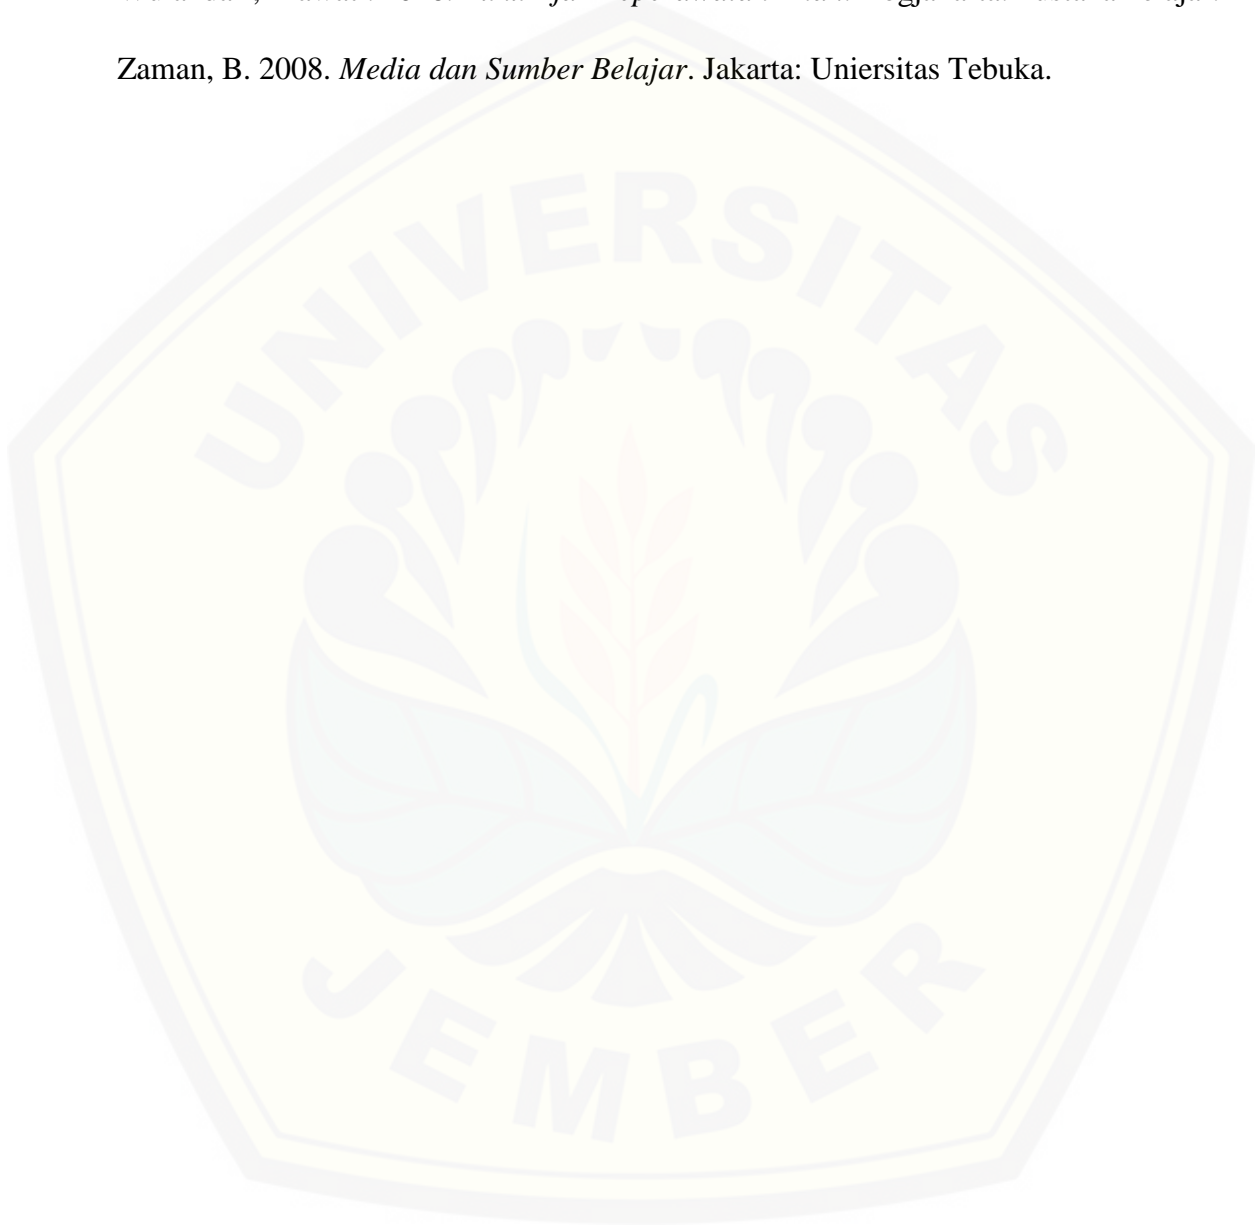 Zaman, B. 2008. Media dan Sumber Belajar. Jakarta: Uniersitas Tebuka.
UNIVERSITAS
JEMBER